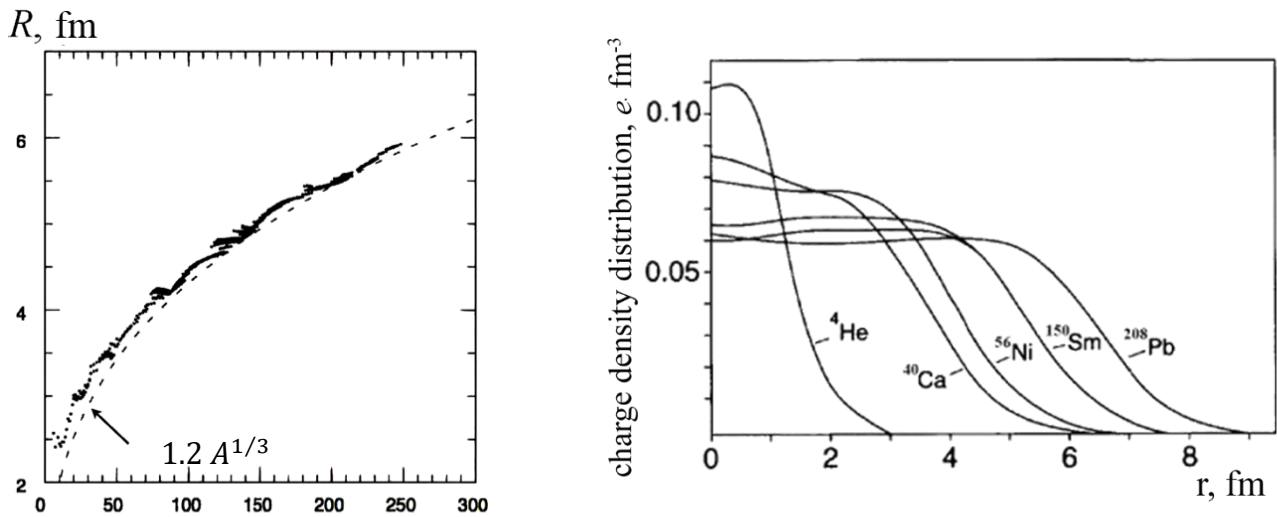 R, fm
6
4
2
1.2 A^{1/3}
0 50 100 150 200 250 300
charge density distribution, e· fm⁻³
0.10
0.05
⁴He
⁴⁰Ca
⁵⁶Ni
¹⁵⁰Sm
²⁰⁸Pb
0 2 4 6 8
r, fm